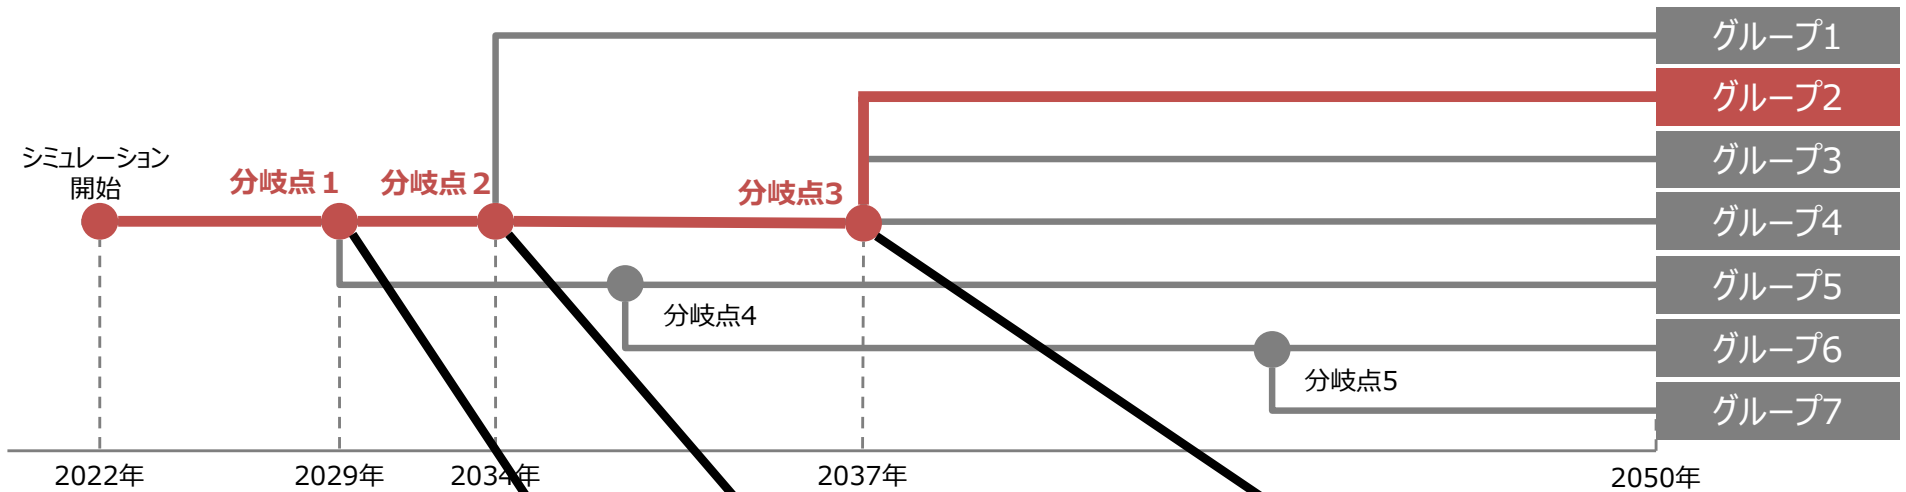 グループ1
グループ2
シミュレーション
開始
分岐点１
分岐点２
分岐点3
グループ3
グループ4
グループ5
分岐点4
グループ6
分岐点5
グループ7
2022年
2029年
2034年
2037年
2050年